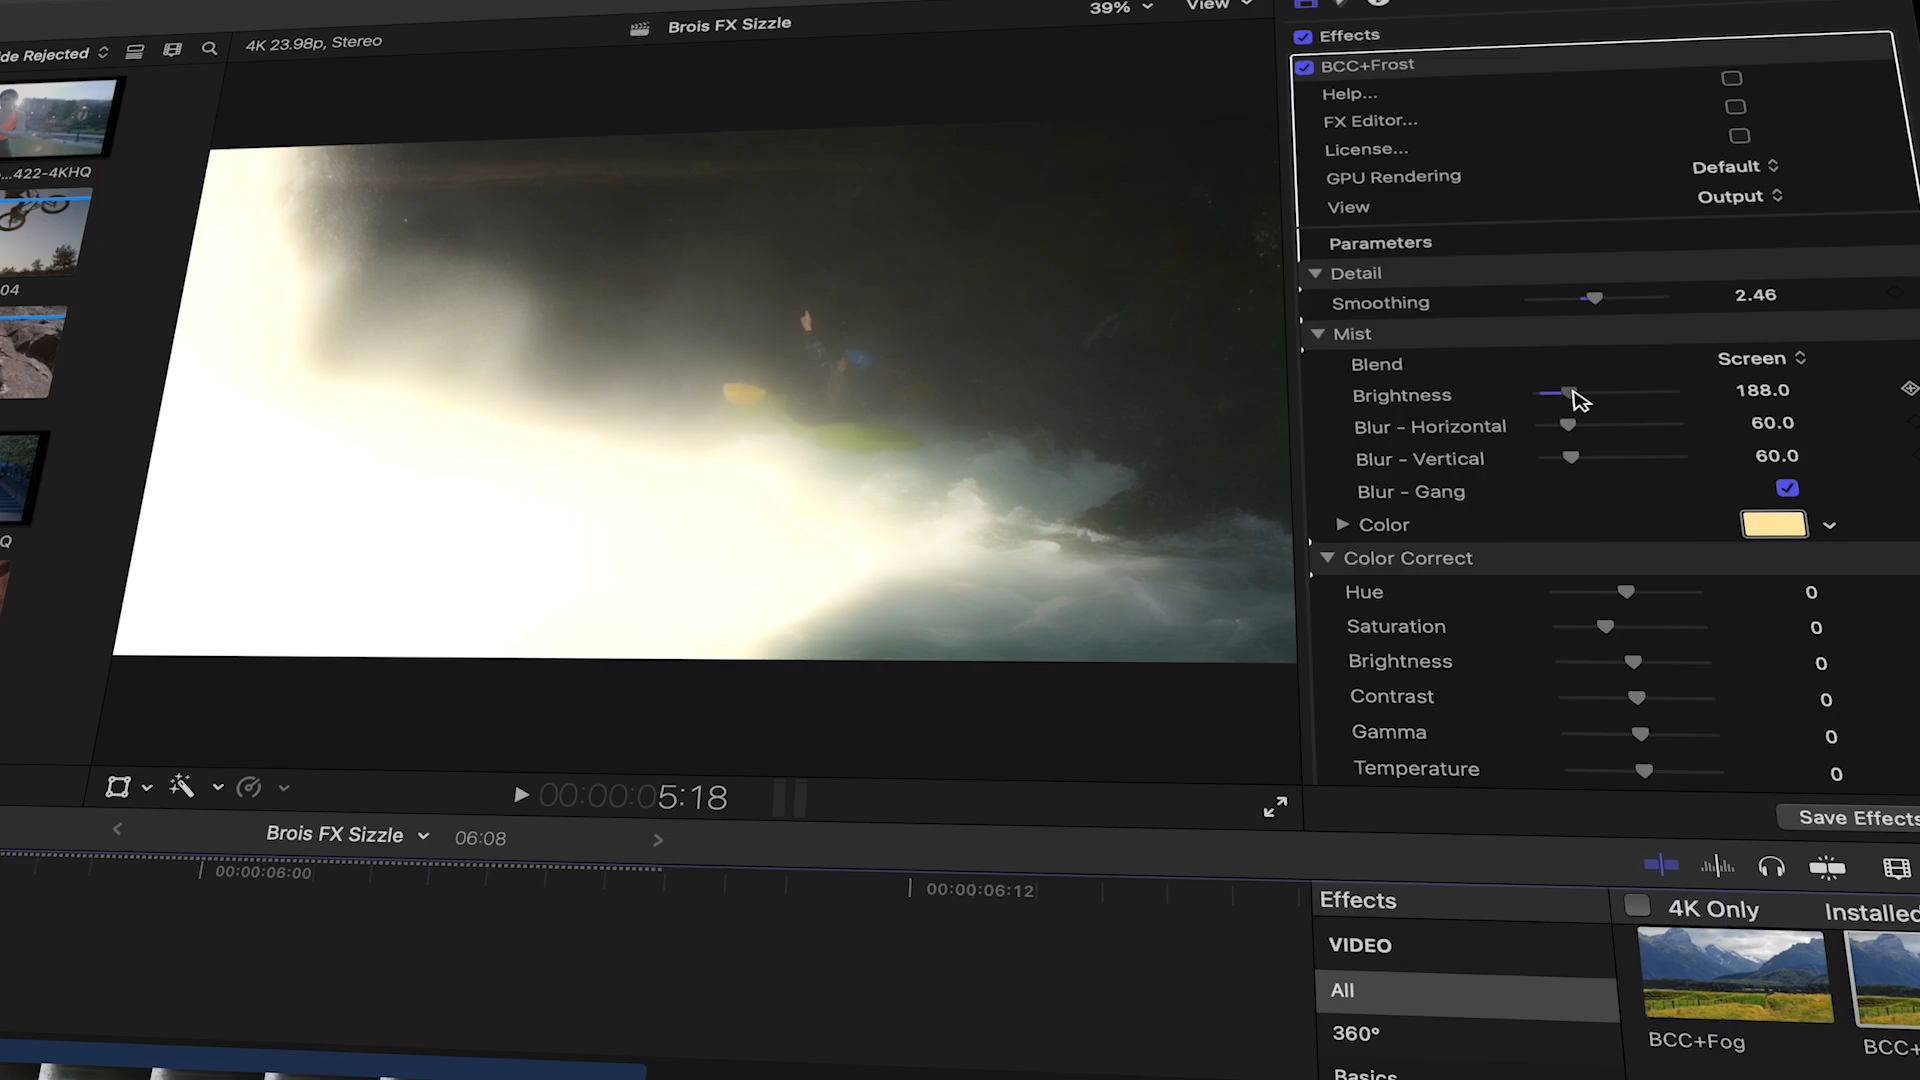 ide Rejected
4K 23.98p, Stereo
Brois FX Sizzle
39%
View
...422-4KHQ
04
Q
Effects
BCC+Frost
Help...
FX Editor...
License...
GPU Rendering
Default
View
Output
Parameters
Detail
Smoothing
2.46
Mist
Blend
Screen
Brightness
188.0
Blur - Horizontal
60.0
Blur - Vertical
60.0
Blur - Gang
Color
Color Correct
Hue
0
Saturation
0
Brightness
0
Contrast
0
Gamma
0
Temperature
0
Save Effects
00:00:05:18
Brois FX Sizzle
06:08
00:00:06:00
00:00:06:12
Effects
4K Only
Installed
VIDEO
All
360°
Basics
BCC+Fog
BCC+